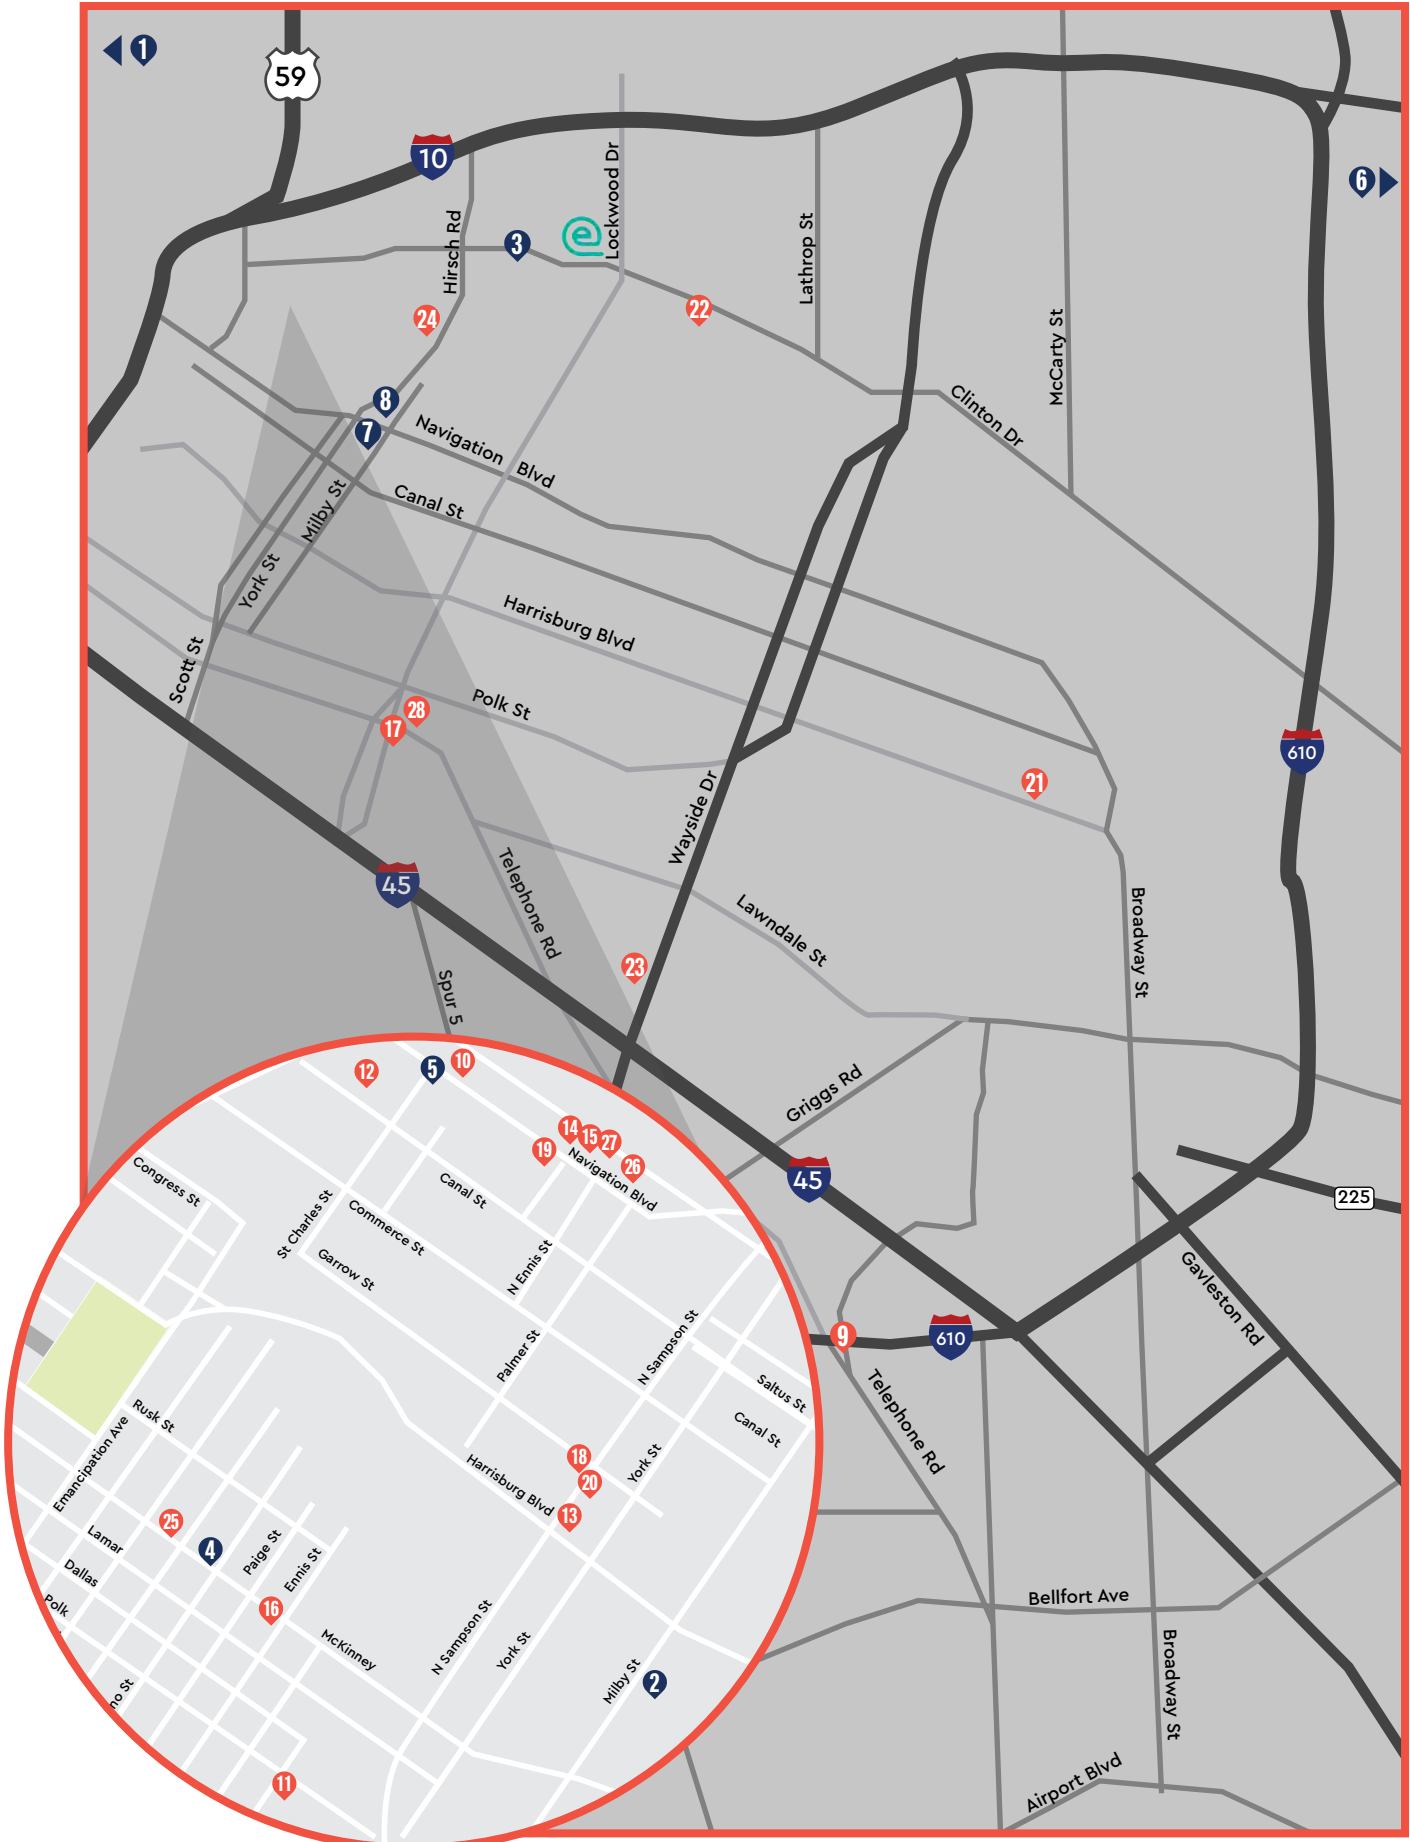 1
59
10
6
Lockwood Dr
Hirsch Rd
3
e
Lathrop St
22
24
McCarty St
8
7
Clinton Dr
Navigation Blvd
Canal St
Milby St
York St
Harrisburg Blvd
Scott St
Polk St
28
17
610
21
Wayside Dr
45
Telephone Rd
Lawndale St
Broadway St
23
Spur 5
12
5
10
Griggs Rd
14
15
27
19
26
Navigation Blvd
45
225
Congress St
Canal St
St Charles St
Commerce St
Garrow St
N Ennis St
Gavleston Rd
9
610
N Sampson St
Palmer St
Saltus St
Telephone Rd
Canal St
Rusk St
Emancipation Ave
Harrisburg Blvd
18
20
13
York St
25
4
Lamar
Paige St
Ennis St
Dallas
Polk
16
McKinney
N Sampson St
York St
Bellfort Ave
Milby St
2
no St
Broadway St
11
Airport Blvd